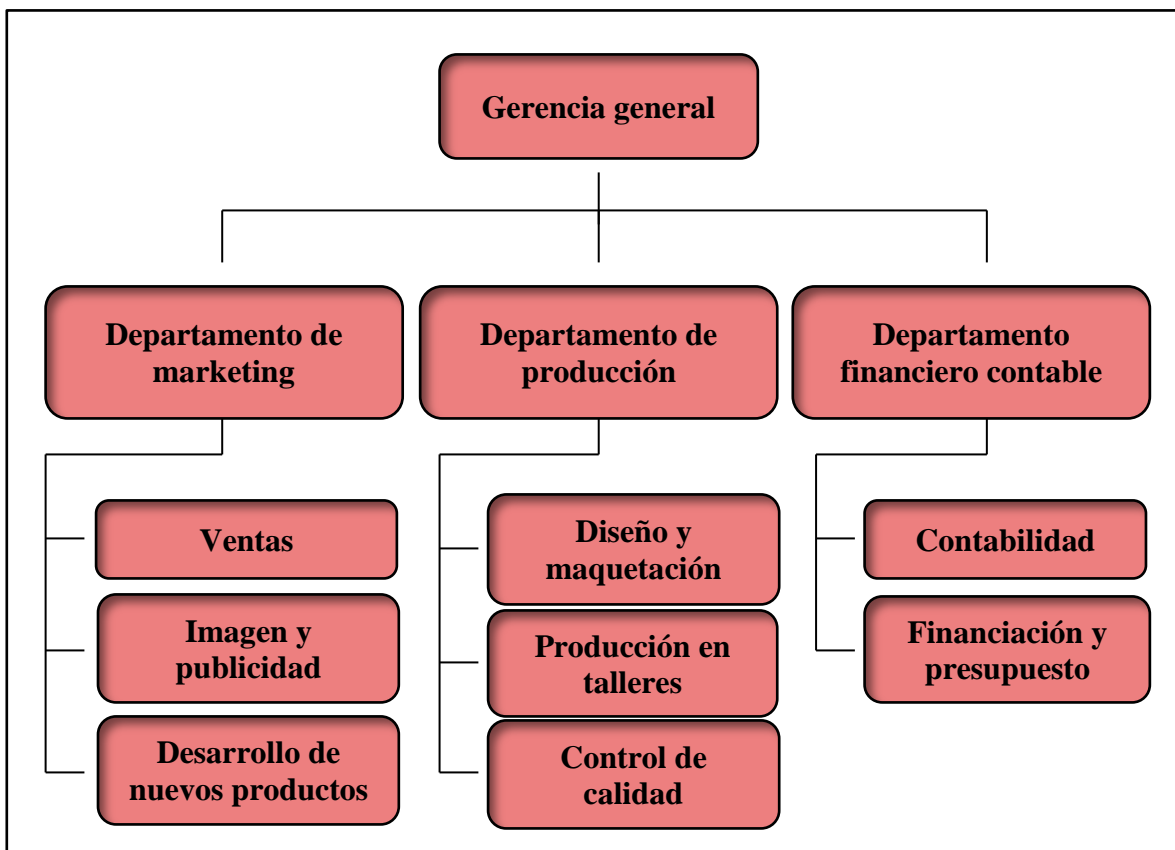 Gerencia general
Departamento de
marketing
Departamento de
producción
Departamento
financiero contable
Ventas
Imagen y
publicidad
Desarrollo de
nuevos productos
Diseño y
maquetación
Producción en
talleres
Control de
calidad
Contabilidad
Financiación y
presupuesto